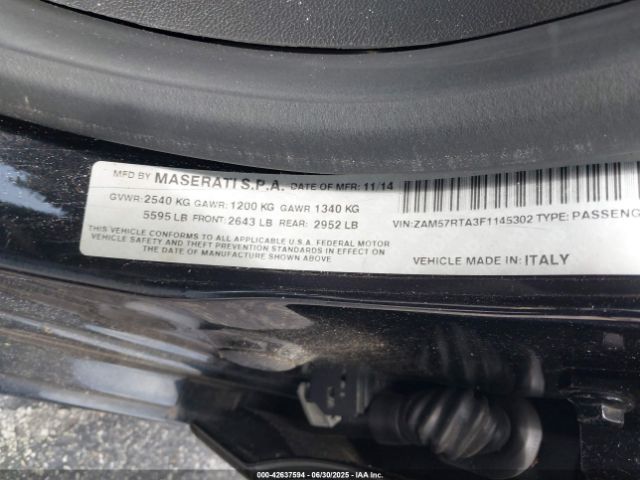 MFD BY MASERATI S.P.A. DATE OF MFR: 11/14
GVWR: 2540 KG GAWR: 1200 KG GAWR 1340 KG
5595 LB FRONT: 2643 LB REAR: 2952 LB
THIS VEHICLE CONFORMS TO ALL APPLICABLE U.S.A. FEDERAL MOTOR
VEHICLE SAFETY AND THEFT PREVENTION STANDARDS IN EFFECT ON
THE DATE OF MANUFACTURE SHOWN ABOVE
VIN: ZAM57RTA3F1145302 TYPE: PASSENG
VEHICLE MADE IN: ITALY
000-42637594 06/30/2025 - IAAI.COM